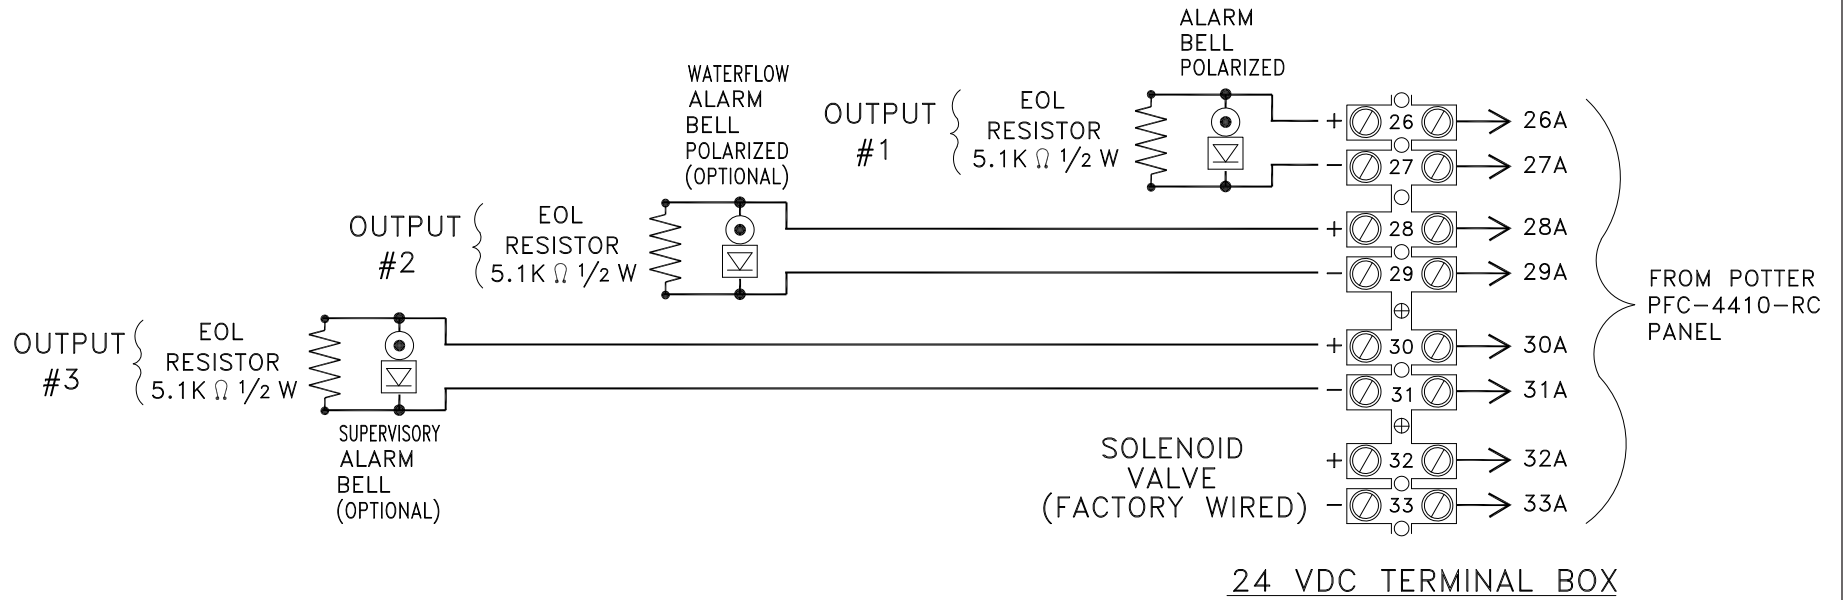 ALARM
BELL
POLARIZED
WATERFLOW
ALARM
BELL
POLARIZED
(OPTIONAL)
OUTPUT
#1
EOL
RESISTOR
5.1K Ω 1/2 W
+ 26 26A
− 27 27A
OUTPUT
#2
EOL
RESISTOR
5.1K Ω 1/2 W
+ 28 28A
− 29 29A
FROM POTTER
PFC-4410-RC
PANEL
OUTPUT
#3
EOL
RESISTOR
5.1K Ω 1/2 W
+ 30 30A
− 31 31A
SUPERVISORY
ALARM
BELL
(OPTIONAL)
SOLENOID
VALVE
(FACTORY WIRED)
+ 32 32A
− 33 33A
24 VDC TERMINAL BOX